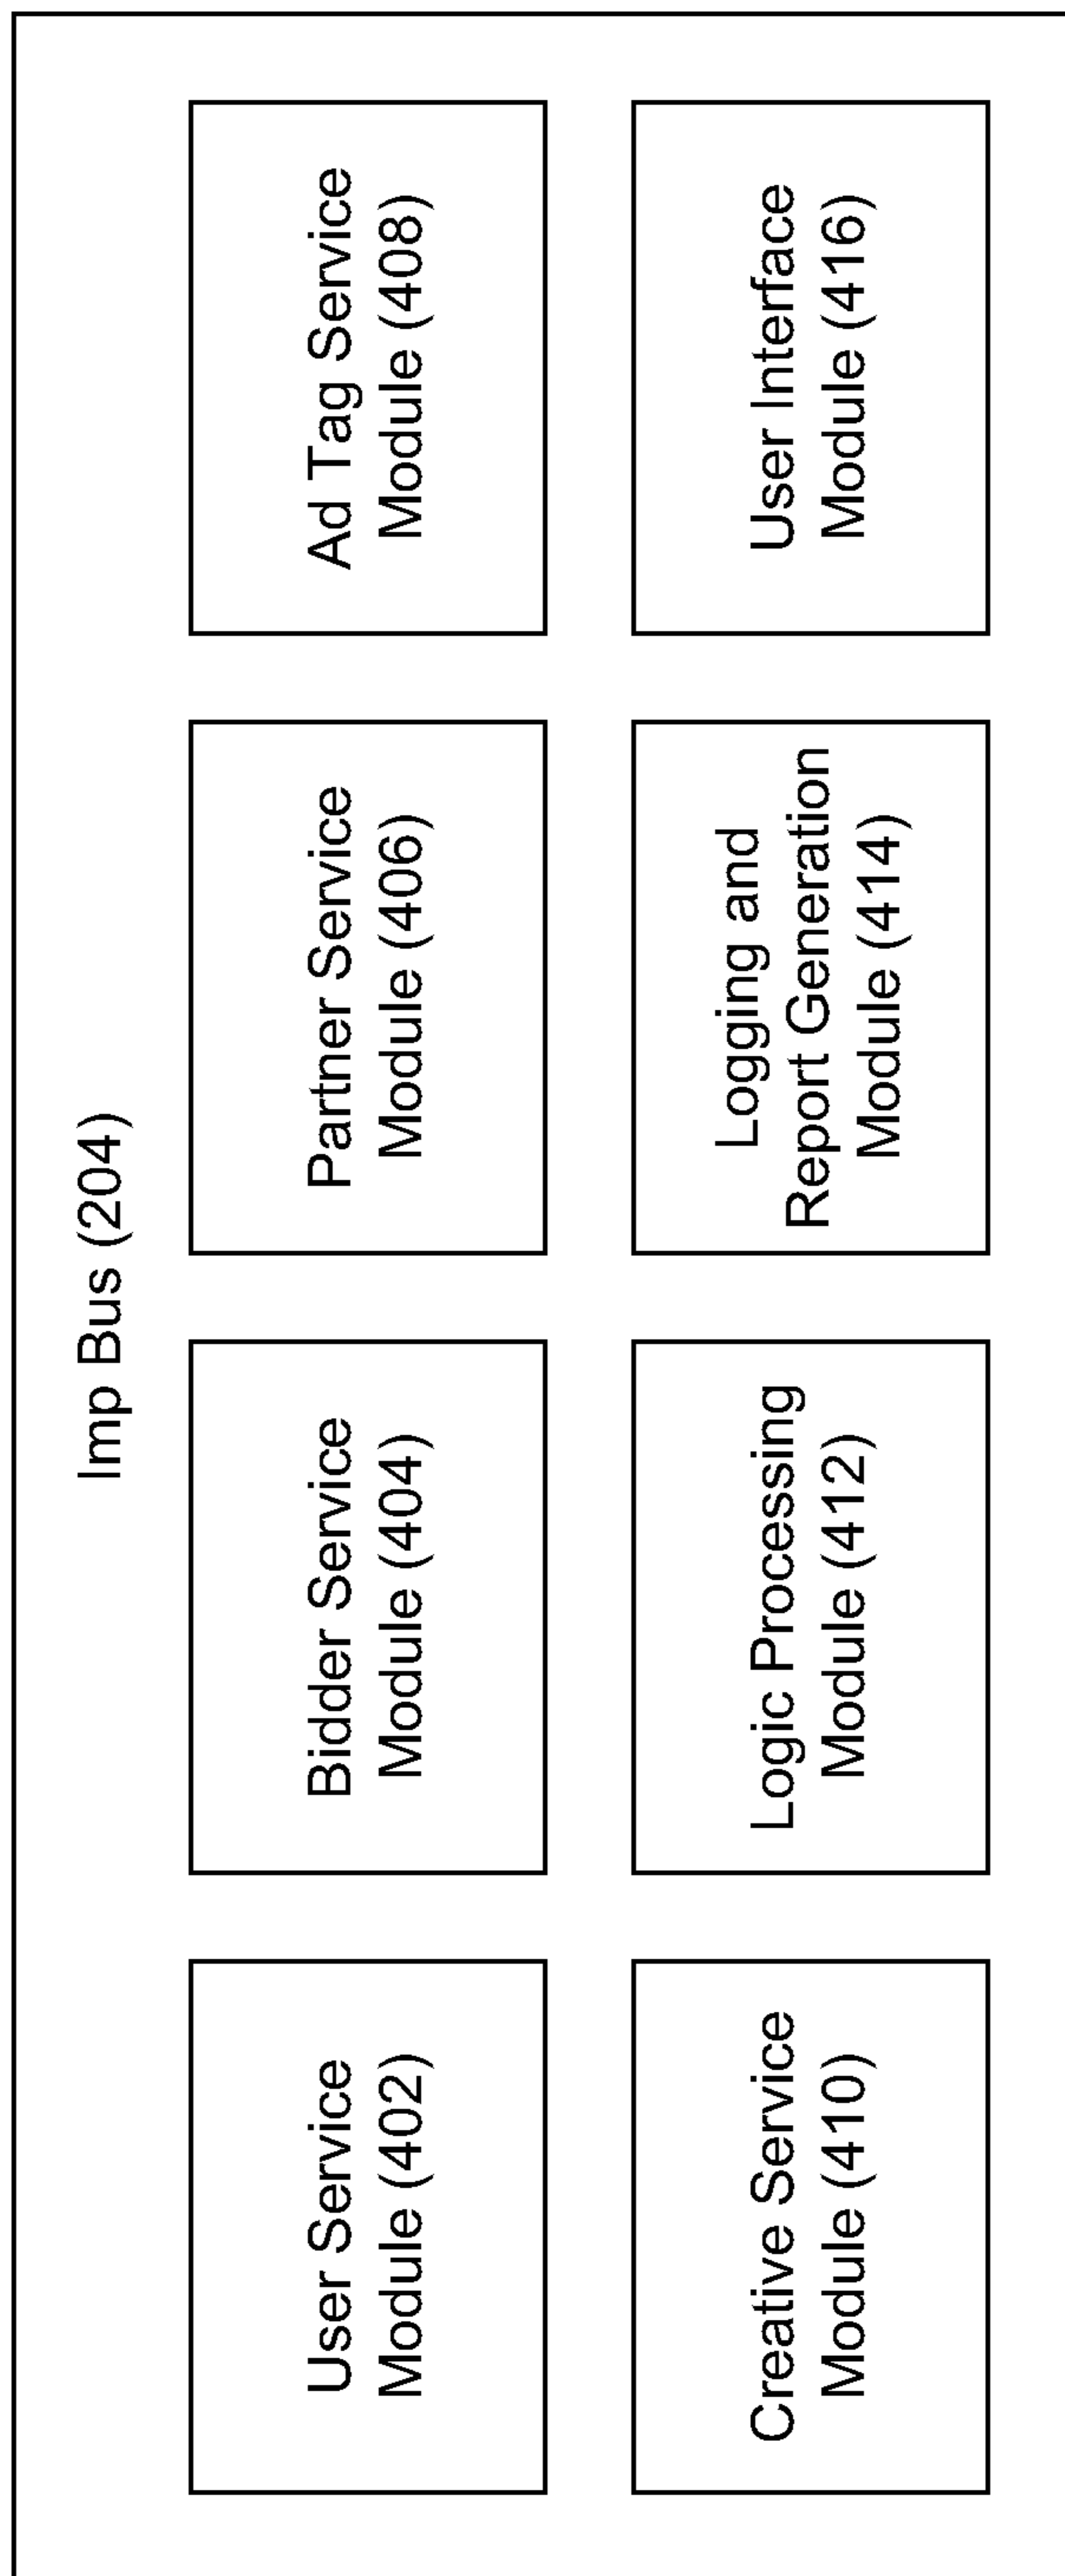 Imp Bus (204)
User Service
Module (402)
Bidder Service
Module (404)
Partner Service
Module (406)
Ad Tag Service
Module (408)
Creative Service
Module (410)
Logic Processing
Module (412)
Logging and
Report Generation
Module (414)
User Interface
Module (416)